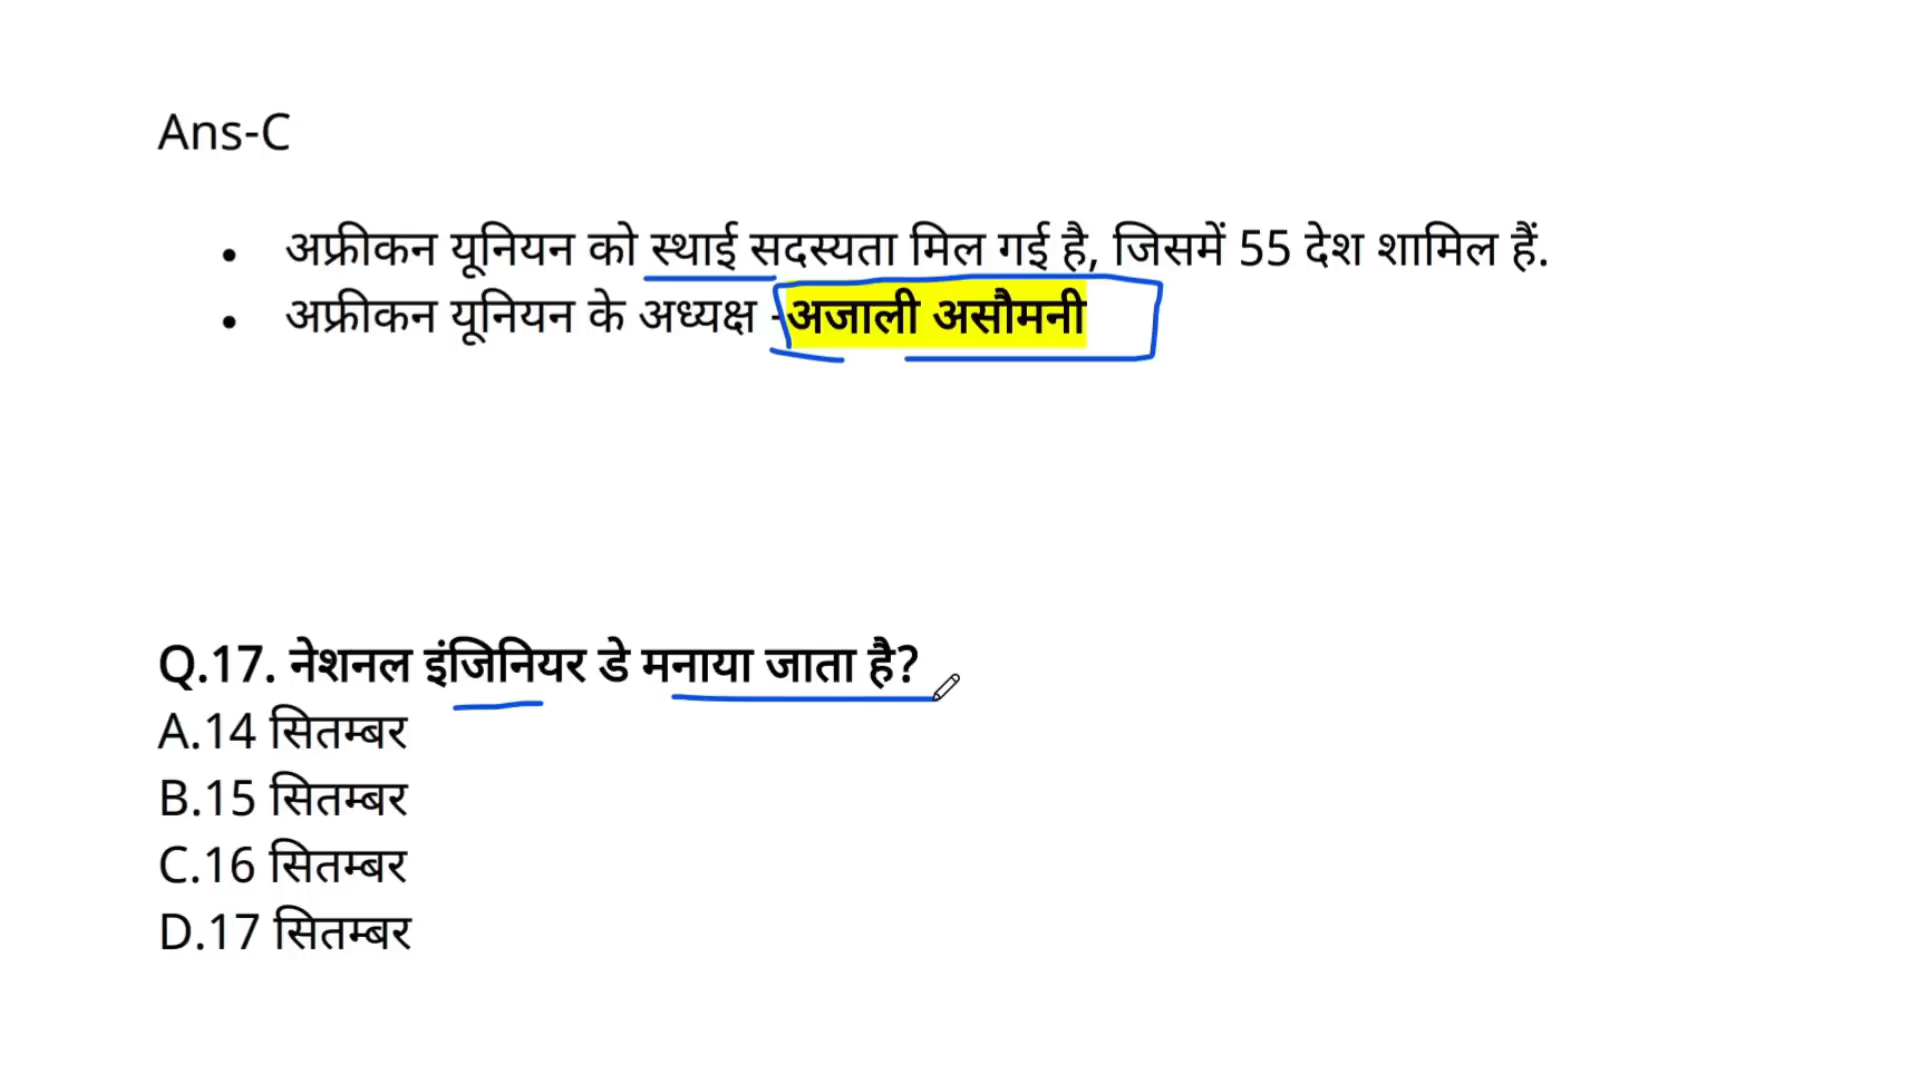 Ans-C
• अफ्रीकन यूनियन को स्थाई सदस्यता मिल गई है, जिसमें 55 देश शामिल हैं.
• अफ्रीकन यूनियन के अध्यक्ष -अजाली असौमनी
Q.17. नेशनल इंजिनियर डे मनाया जाता है?
A.14 सितम्बर
B.15 सितम्बर
C.16 सितम्बर
D.17 सितम्बर